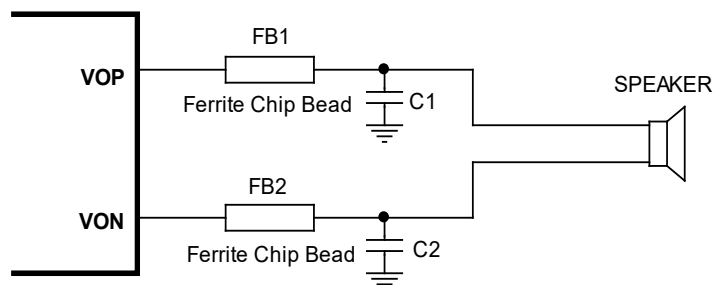 FB1
VOP
SPEAKER
Ferrite Chip Bead
C1
FB2
VON
Ferrite Chip Bead
C2